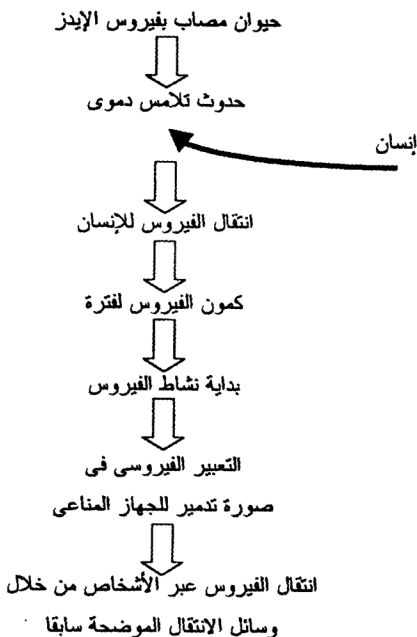 حيوان مصاب بفيروس الإيدز
حدوث تلامس دموى
إنسان
انتقال الفيروس للإنسان
كمون الفيروس لفترة
بداية نشاط الفيروس
التعبير الفيروسى فى
صورة تدمير للجهاز المناعى
انتقال الفيروس عبر الأشخاص من خلال
وسائل الانتقال الموضحة سابقا